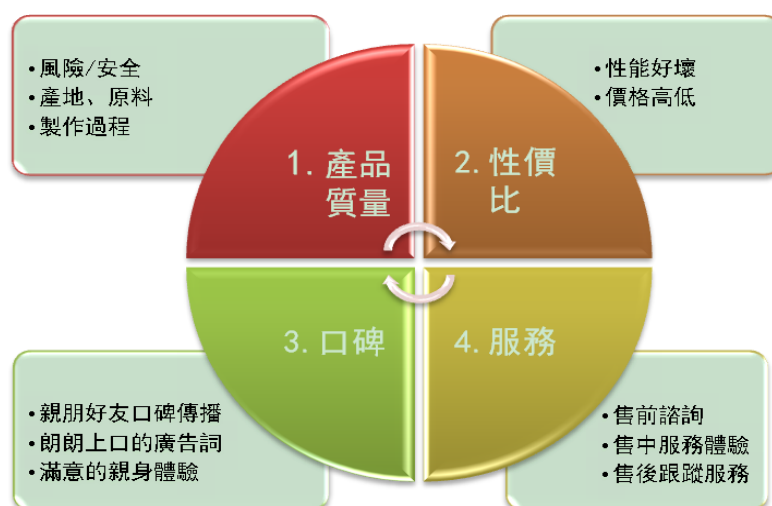 •風險/安全
•產地、原料
•製作過程
•性能好壞
•價格高低
1.產品
質量
2.性價
比
3.口碑
4.服務
•親朋好友口碑傳播
•朗朗上口的廣告詞
•滿意的親身體驗
•售前諮詢
•售中服務體驗
•售後跟蹤服務